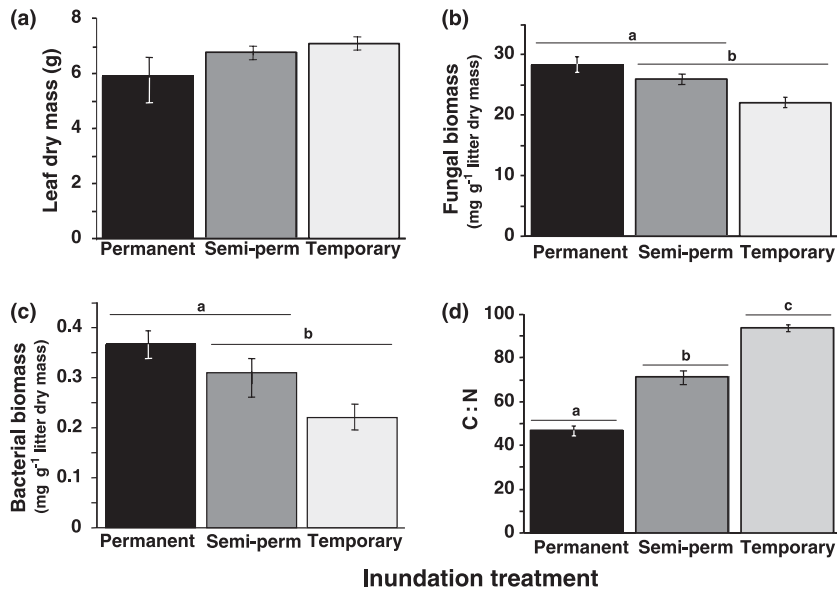 (a)
Leaf dry mass (g)
8
6
4
2
0
Permanent Semi-perm Temporary
(b)
Fungal biomass
(mg g⁻¹ litter dry mass)
30
20
10
0
a
b
Permanent Semi-perm Temporary
(c)
Bacterial biomass
(mg g⁻¹ litter dry mass)
0.4
0.3
0.2
0.1
0
a
b
Permanent Semi-perm Temporary
(d)
C : N
100
80
60
40
20
0
a
b
c
Permanent Semi-perm Temporary
Inundation treatment